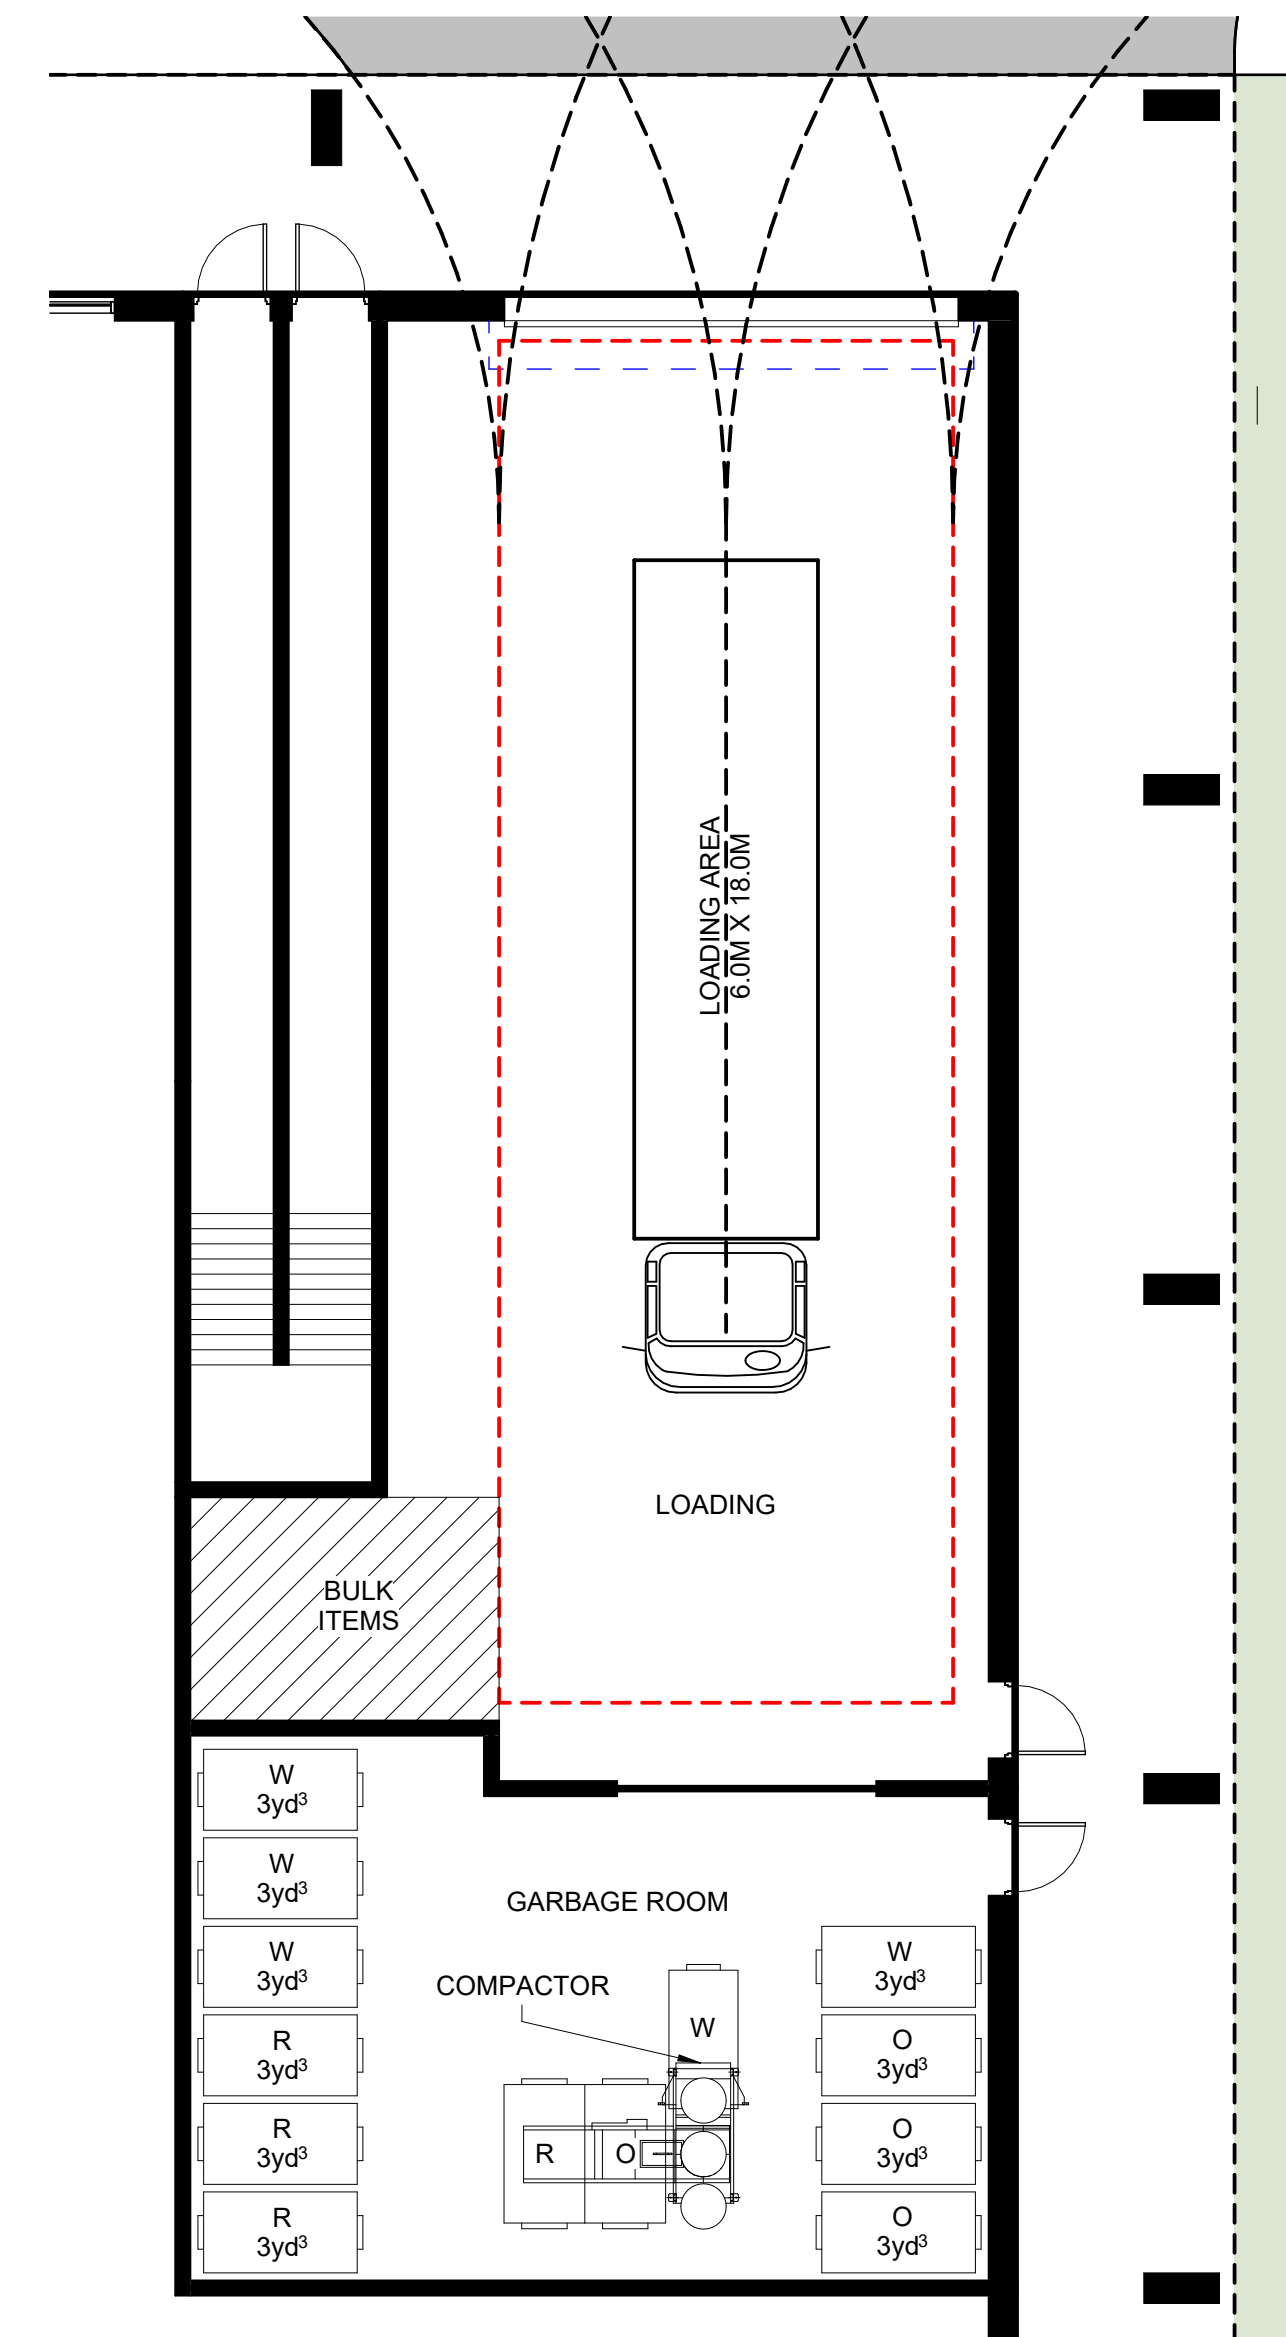 LOADING AREA
6.0M X 18.0M
LOADING
BULK
ITEMS
W
3yd³
W
3yd³
W
3yd³
R
3yd³
R
3yd³
R
3yd³
GARBAGE ROOM
COMPACTOR
W
R
O
W
3yd³
O
3yd³
O
3yd³
O
3yd³